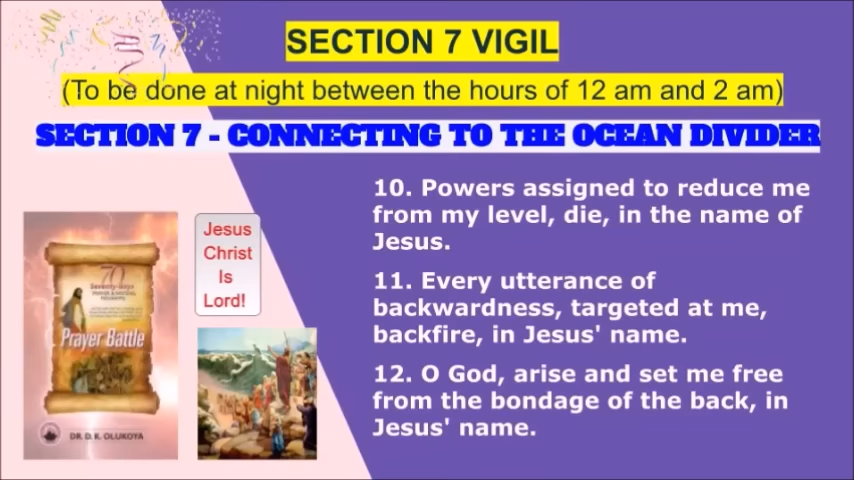 SECTION 7 VIGIL
(To be done at night between the hours of 12 am and 2 am)
SECTION 7 - CONNECTING TO THE OCEAN DIVIDER
10. Powers assigned to reduce me
from my level, die, in the name of
Jesus.
11. Every utterance of
backwardness, targeted at me,
backfire, in Jesus' name.
12. O God, arise and set me free
from the bondage of the back, in
Jesus' name.
Jesus
Christ
Is
Lord!
70
Seventy-days
Prayer Battle
DR. D. K. OLUKOYA